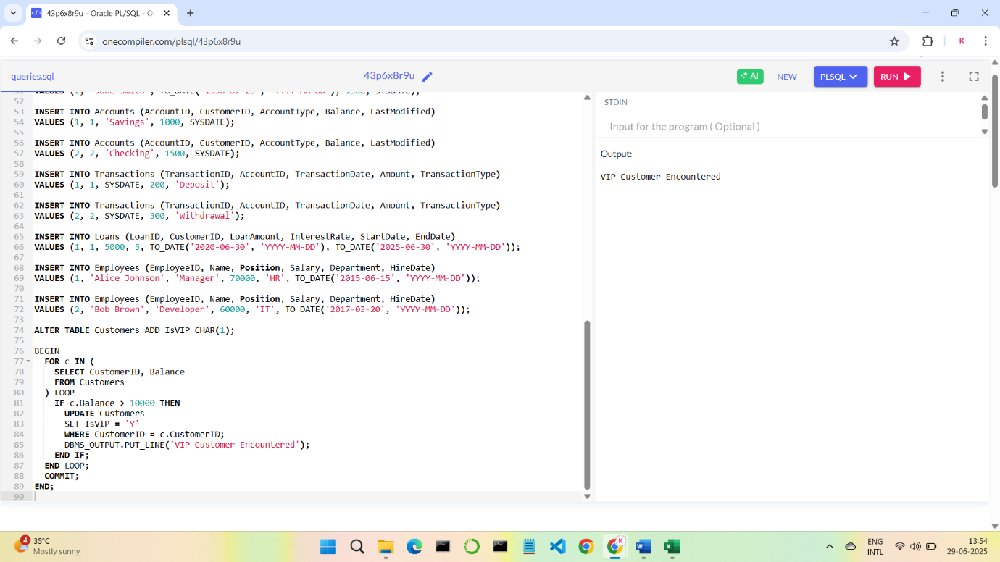 43p6x8r9u - Oracle PL/SQL - Or
onecompiler.com/plsql/43p6x8r9u
K
queries.sql
43p6x8r9u
AI
NEW
PLSQL
RUN
52
53 INSERT INTO Accounts (AccountID, CustomerID, AccountType, Balance, LastModified)
54 VALUES (1, 1, 'Savings', 1000, SYSDATE);
55
56 INSERT INTO Accounts (AccountID, CustomerID, AccountType, Balance, LastModified)
57 VALUES (2, 2, 'Checking', 1500, SYSDATE);
58
59 INSERT INTO Transactions (TransactionID, AccountID, TransactionDate, Amount, TransactionType)
60 VALUES (1, 1, SYSDATE, 200, 'Deposit');
61
62 INSERT INTO Transactions (TransactionID, AccountID, TransactionDate, Amount, TransactionType)
63 VALUES (2, 2, SYSDATE, 300, 'Withdrawal');
64
65 INSERT INTO Loans (LoanID, CustomerID, LoanAmount, InterestRate, StartDate, EndDate)
66 VALUES (1, 1, 5000, 5, TO_DATE('2020-06-30', 'YYYY-MM-DD'), TO_DATE('2025-06-30', 'YYYY-MM-DD'));
67
68 INSERT INTO Employees (EmployeeID, Name, Position, Salary, Department, HireDate)
69 VALUES (1, 'Alice Johnson', 'Manager', 70000, 'HR', TO_DATE('2015-06-15', 'YYYY-MM-DD'));
70
71 INSERT INTO Employees (EmployeeID, Name, Position, Salary, Department, HireDate)
72 VALUES (2, 'Bob Brown', 'Developer', 60000, 'IT', TO_DATE('2017-03-20', 'YYYY-MM-DD'));
73
74 ALTER TABLE Customers ADD IsVIP CHAR(1);
75
76 BEGIN
77 FOR c IN (
78 SELECT CustomerID, Balance
79 FROM Customers
80 ) LOOP
81 IF c.Balance > 10000 THEN
82 UPDATE Customers
83 SET IsVIP = 'Y'
84 WHERE CustomerID = c.CustomerID;
85 DBMS_OUTPUT.PUT_LINE('VIP Customer Encountered');
86 END IF;
87 END LOOP;
88 COMMIT;
89 END;
90
STDIN
Input for the program ( Optional )
Output:
VIP Customer Encountered
4
35°C
Mostly sunny
K
ENG
INTL
13:54
29-06-2025